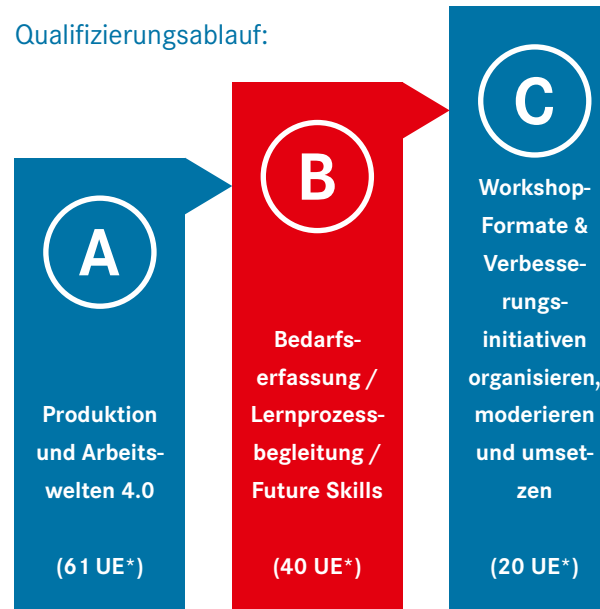 Qualifizierungsablauf:
A
Produktion
und Arbeits-
welten 4.0
(61 UE*)
B
Bedarfs-
erfassung /
Lernprozess-
begleitung /
Future Skills
(40 UE*)
C
Workshop-
Formate &
Verbesse-
rungs-
initiativen
organisieren,
moderieren
und umset-
zen
(20 UE*)